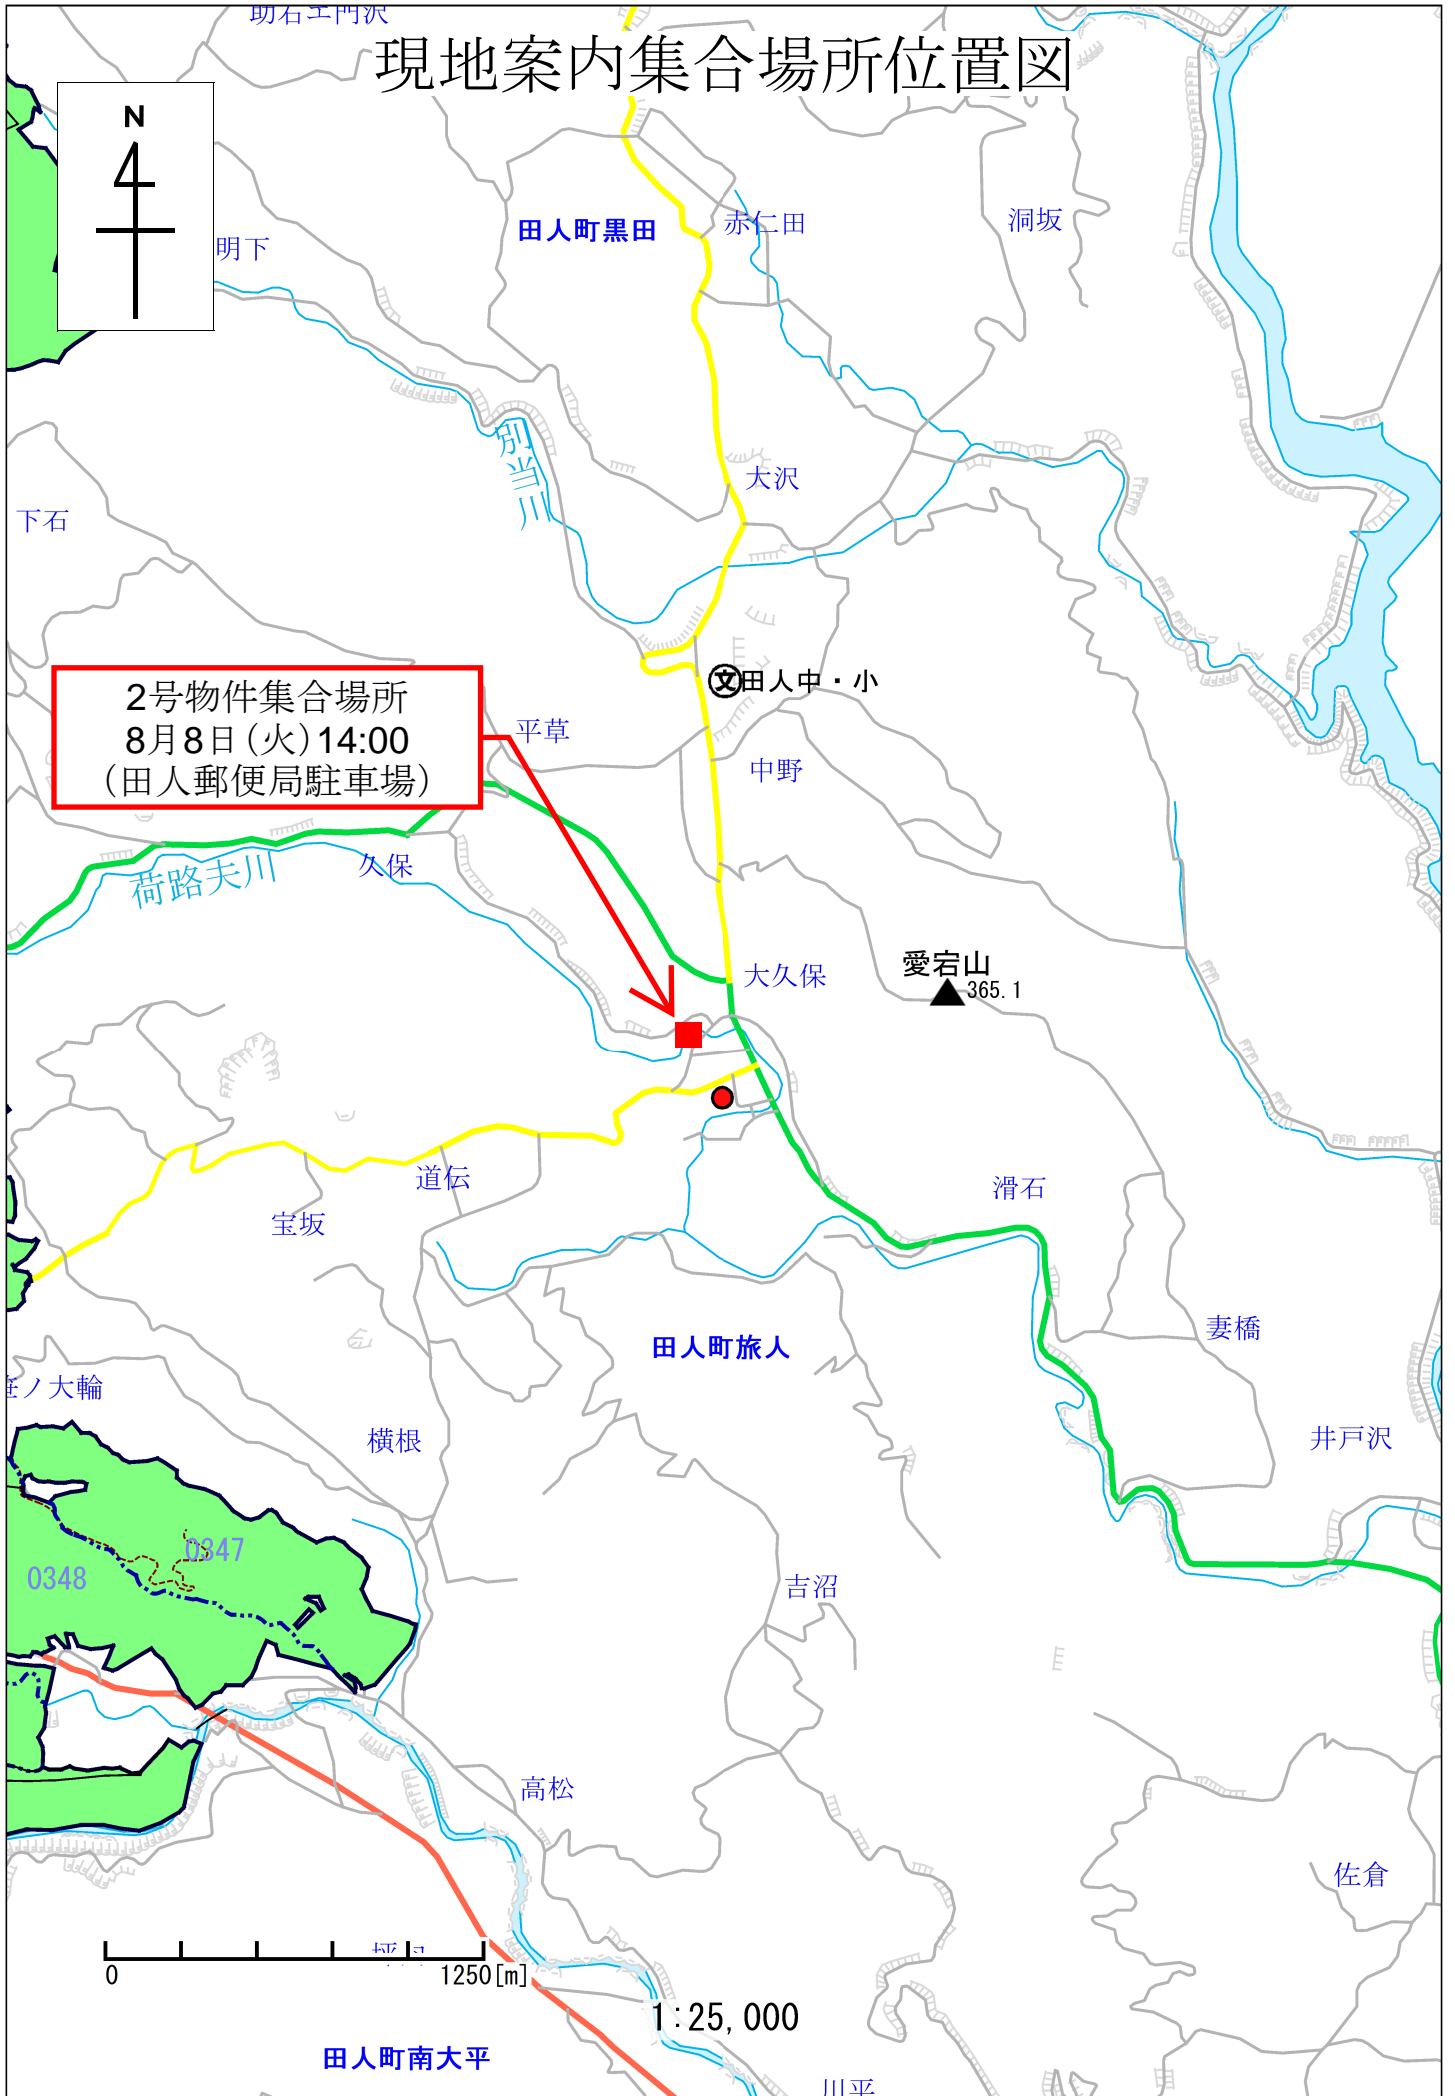 現地案内集合場所位置図
N
田人町黒田
赤仁田
洞坂
明下
別当川
大沢
下石
田人中・小
文
2号物件集合場所
8月8日(火)14:00
(田人郵便局駐車場)
平草
中野
久保
荷路夫川
大久保
愛宕山
365.1
道伝
宝坂
滑石
妻橋
田人町旅人
ノ大輪
横根
井戸沢
0347
0348
吉沼
高松
佐倉
0
1250[m]
1:25,000
田人町南大平
川平